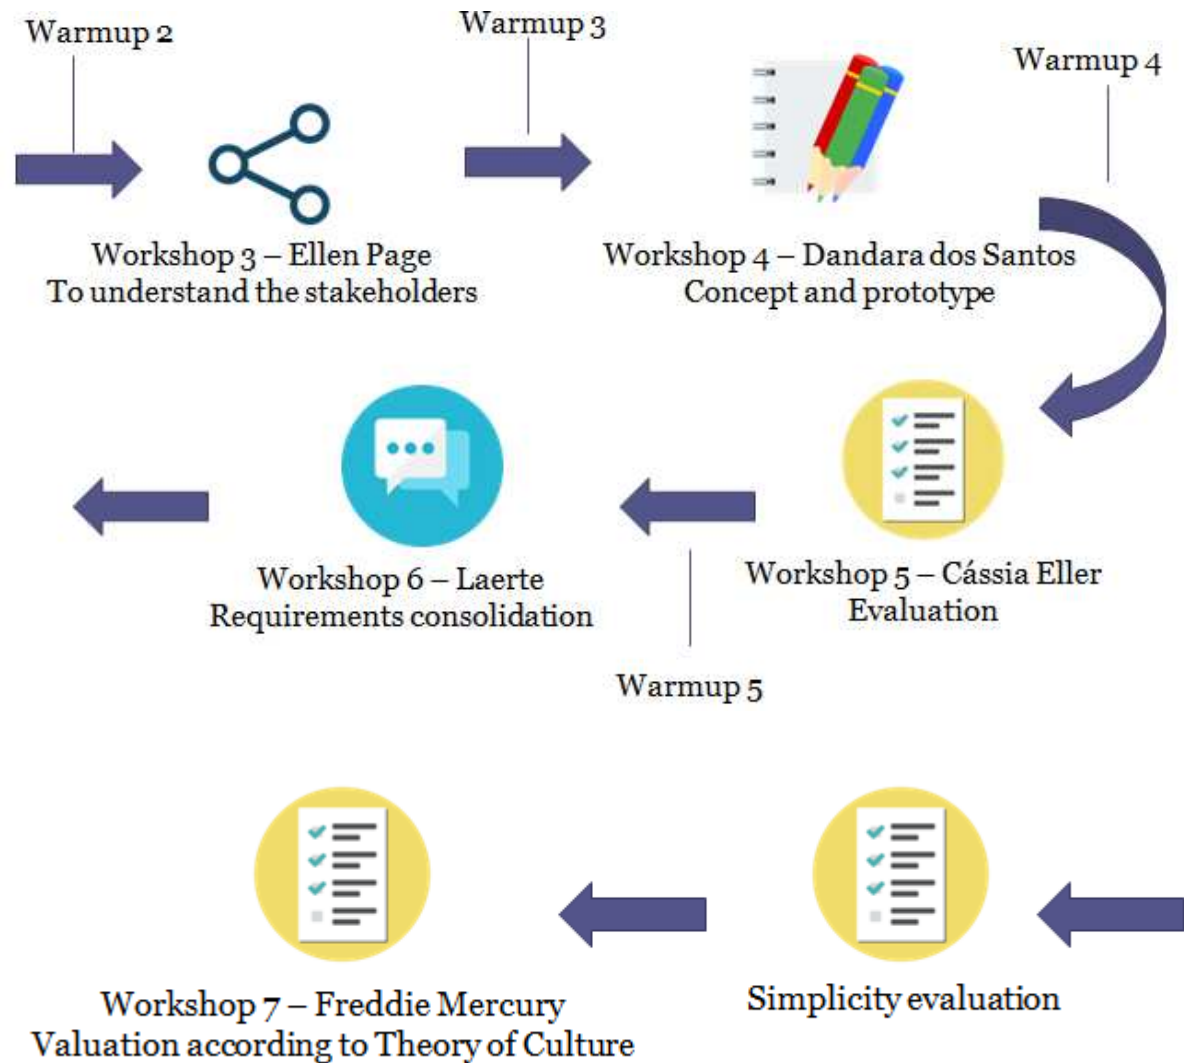 Warmup 2
Warmup 3
Warmup 4
Workshop 3 – Ellen Page
To understand the stakeholders
Workshop 4 – Dandara dos Santos
Concept and prototype
Workshop 6 – Laerte
Requirements consolidation
Workshop 5 – Cássia Eller
Evaluation
Warmup 5
Workshop 7 – Freddie Mercury
Valuation according to Theory of Culture
Simplicity evaluation